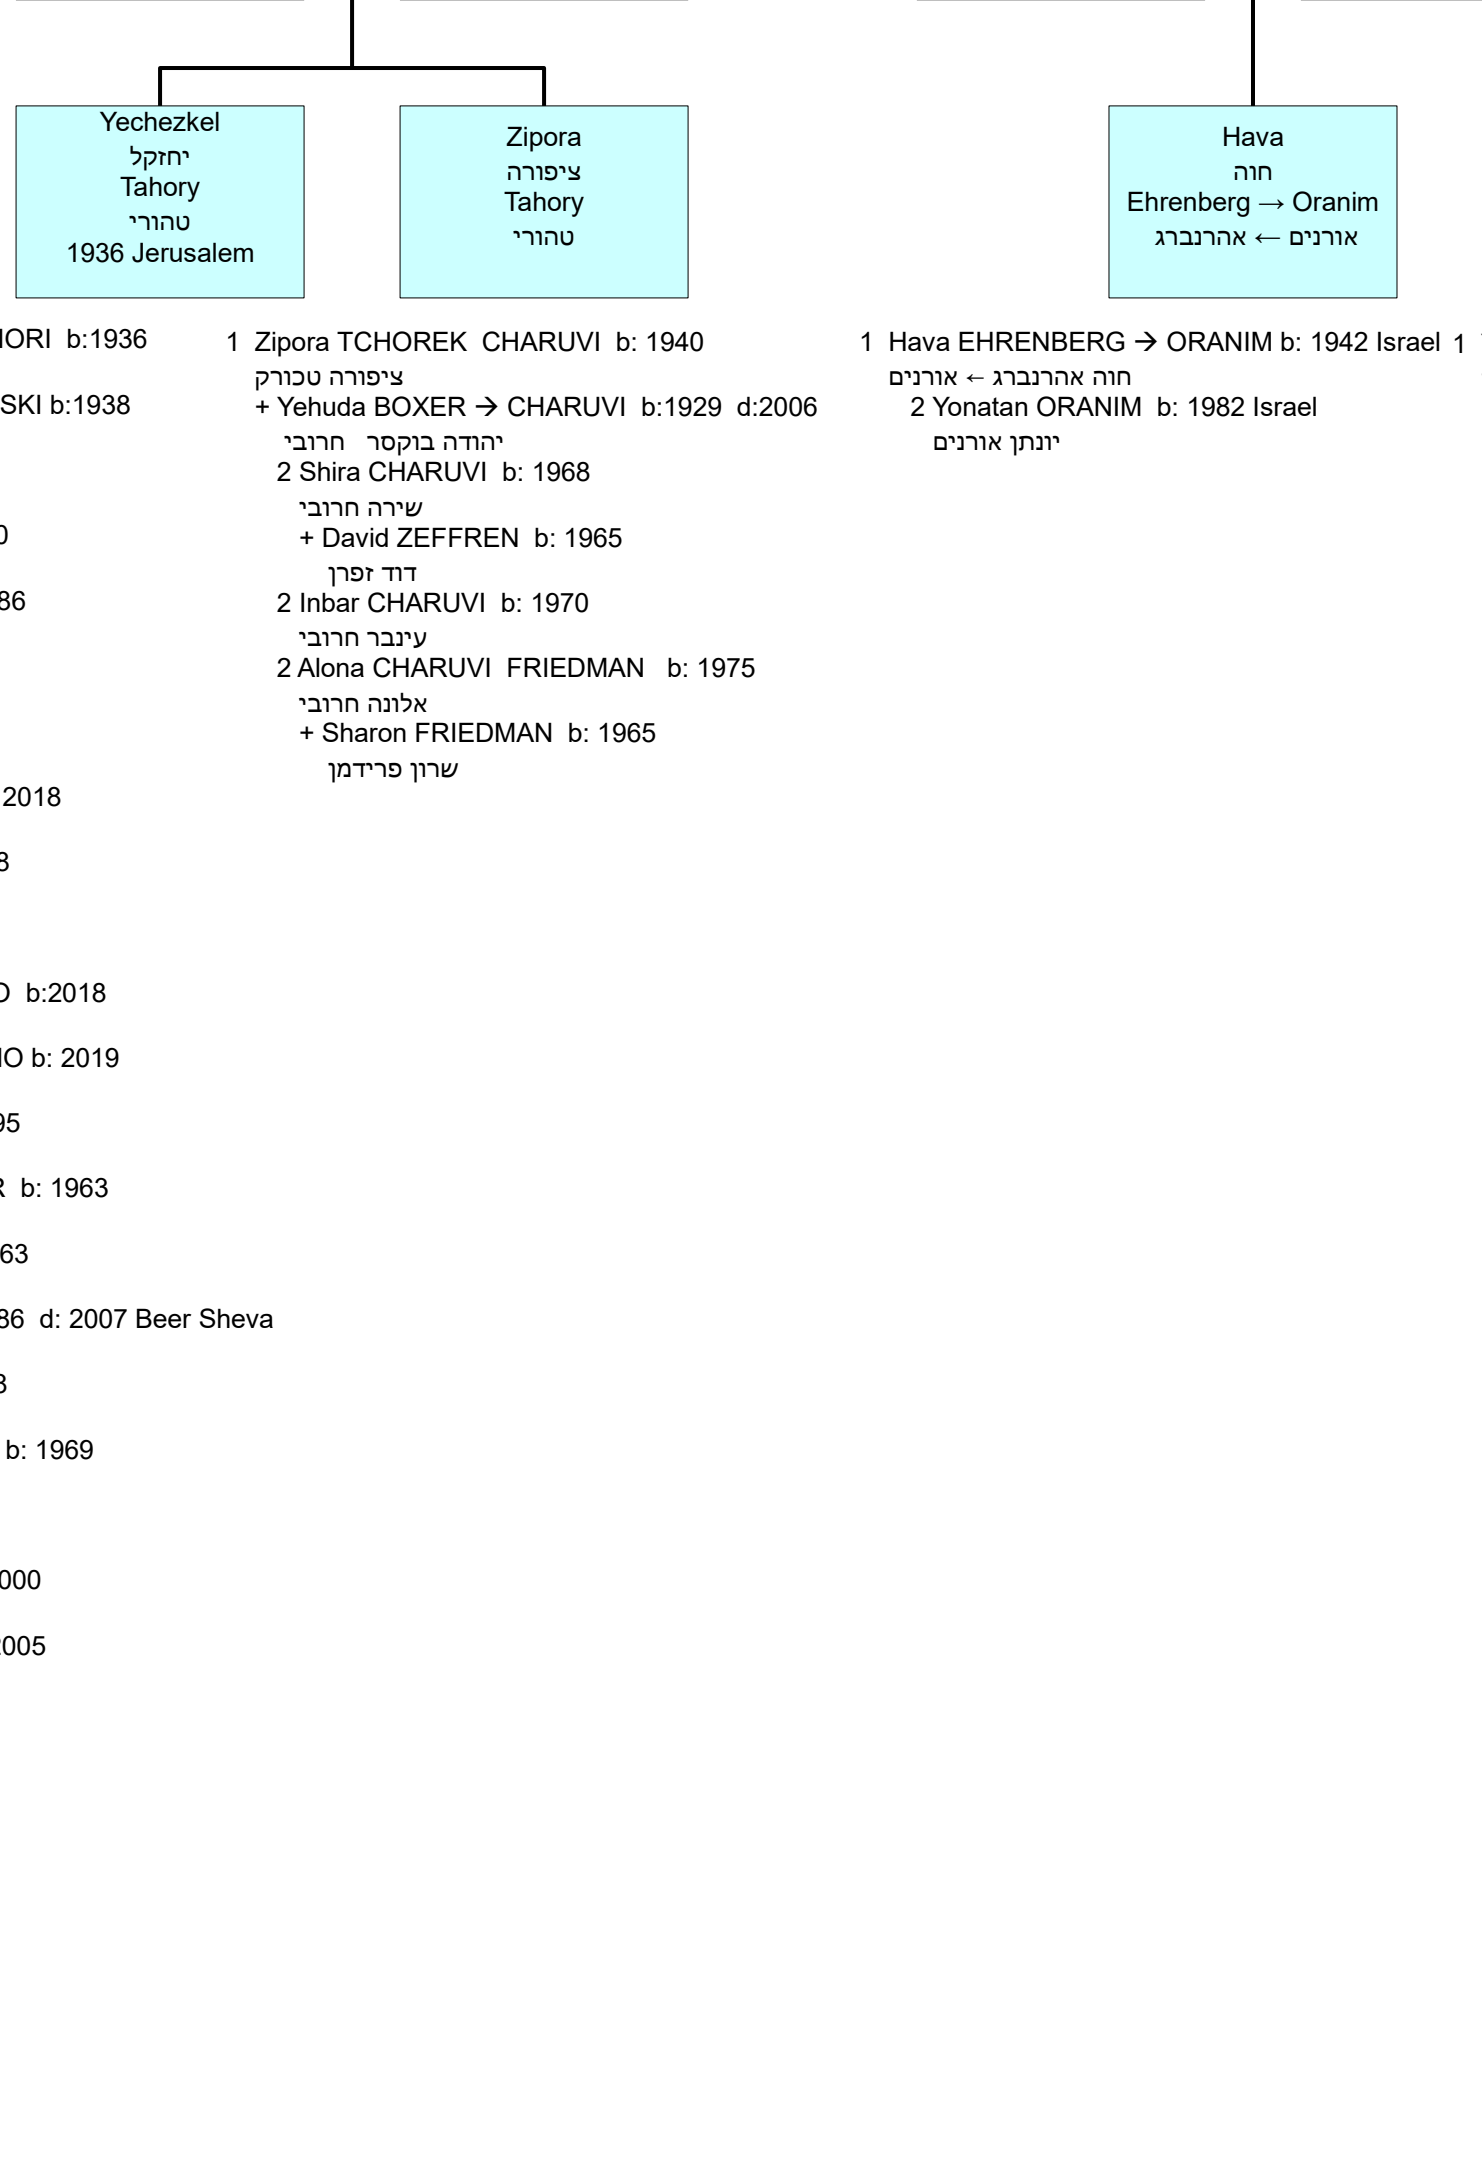 Yechezkel
יחזקל
Tahory
טהורי
1936 Jerusalem
Zipora
ציפורה
Tahory
טהורי
Hava
חוה
Ehrenberg → Oranim
אורנים ← אהרנברג
b:1936
b:1938
2018
b:2018
b: 2019
b: 1963
d: 2007 Beer Sheva
b: 1969
1 Zipora TCHOREK CHARUVI b: 1940
ציפורה טכורק
+ Yehuda BOXER → CHARUVI b:1929 d:2006
יהודה בוקסר חרובי
2 Shira CHARUVI b: 1968
שירה חרובי
+ David ZEFFREN b: 1965
דוד זפרן
2 Inbar CHARUVI b: 1970
עינבר חרובי
2 Alona CHARUVI FRIEDMAN b: 1975
אלונה חרובי
+ Sharon FRIEDMAN b: 1965
שרון פרידמן
1 Hava EHRENBERG → ORANIM b: 1942 Israel
חוה אהרנברג ← אורנים
2 Yonatan ORANIM b: 1982 Israel
יונתן אורנים
1